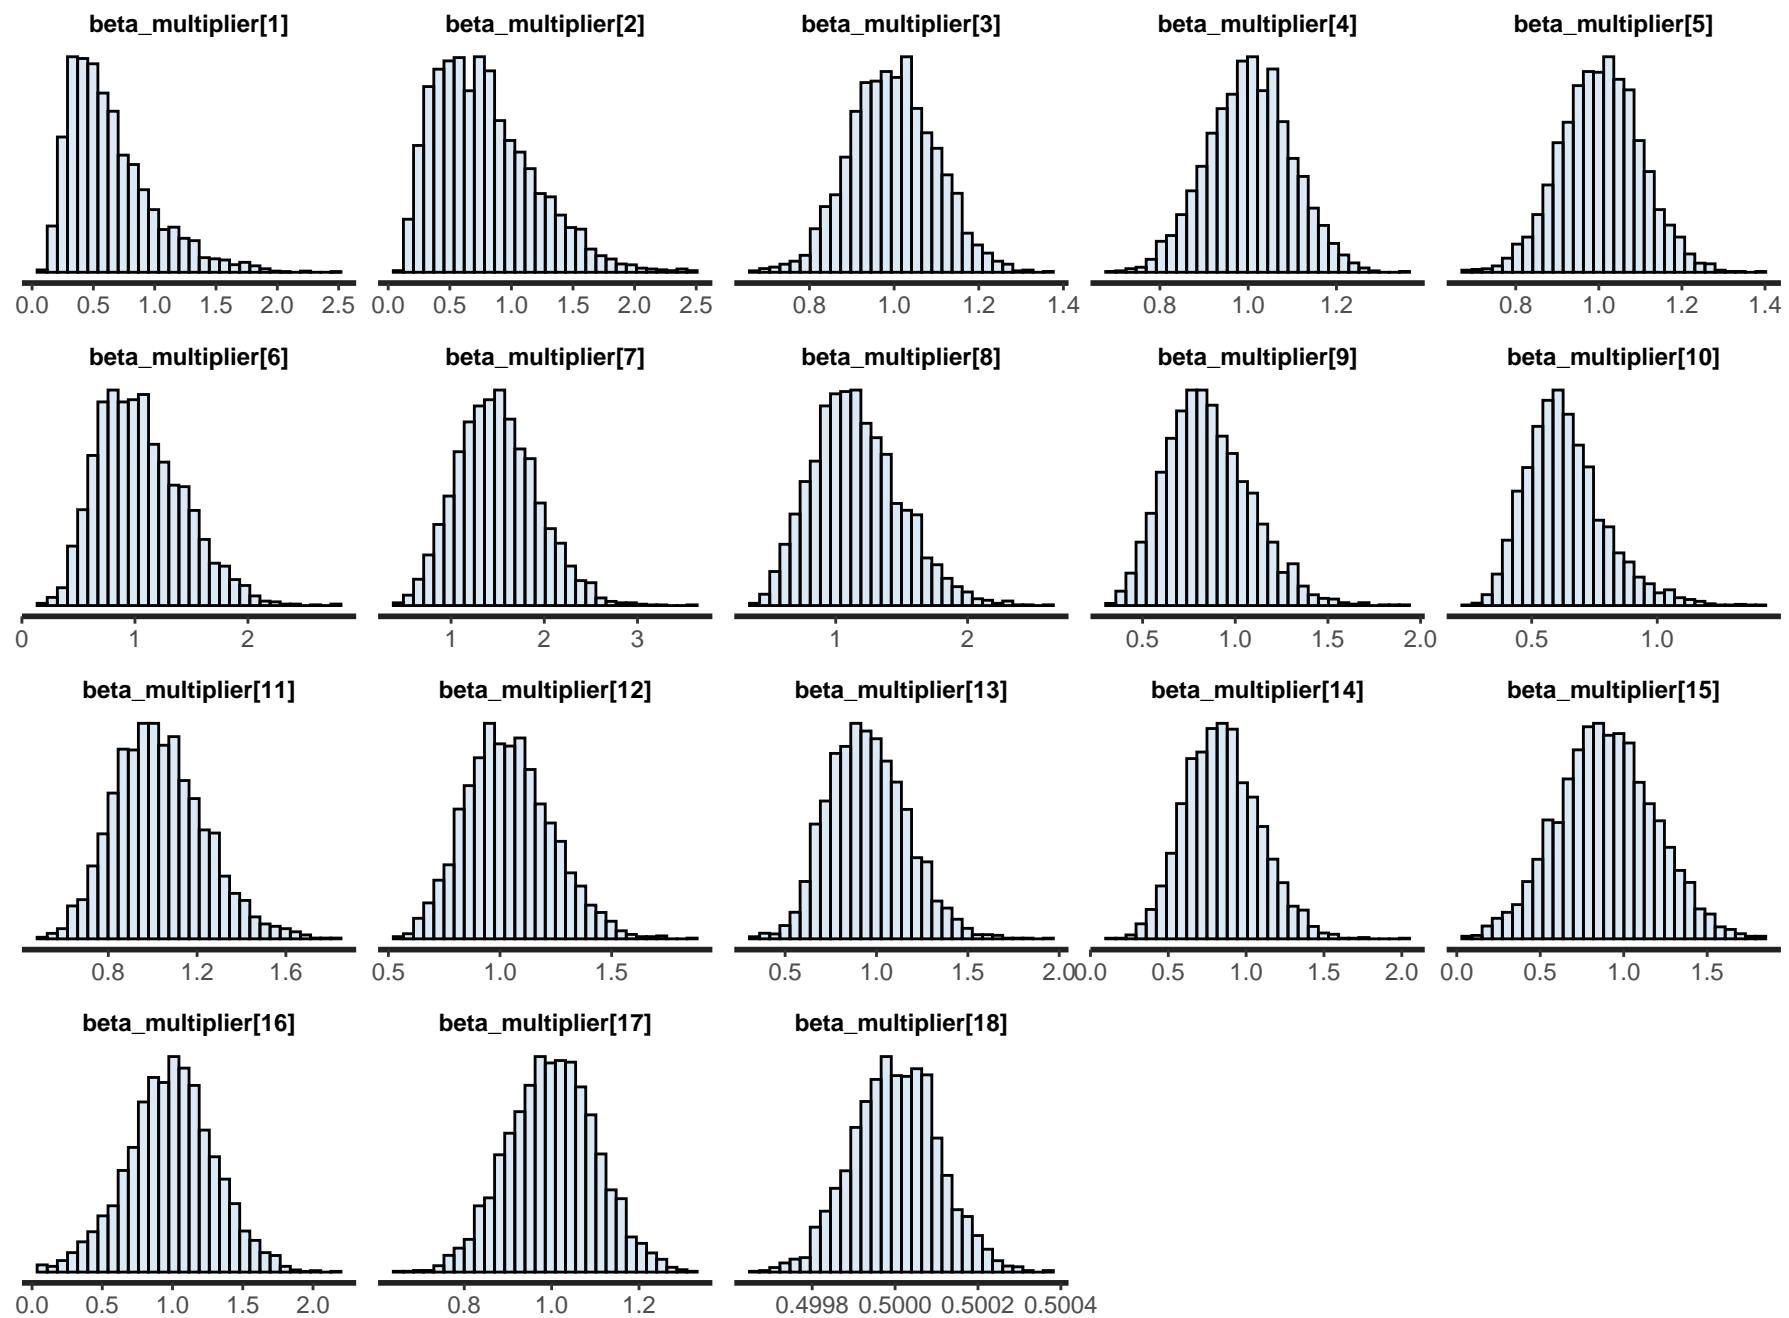 beta_multiplier[1] beta_multiplier[2] beta_multiplier[3] beta_multiplier[4] beta_multiplier[5]
0.0 0.5 1.0 1.5 2.0 2.5 0.0 0.5 1.0 1.5 2.0 2.5 0.8 1.0 1.2 1.4 0.8 1.0 1.2 0.8 1.0 1.2 1.4
beta_multiplier[6] beta_multiplier[7] beta_multiplier[8] beta_multiplier[9] beta_multiplier[10]
0 1 2 1 2 3 1 2 0.5 1.0 1.5 2.0 0.5 1.0
beta_multiplier[11] beta_multiplier[12] beta_multiplier[13] beta_multiplier[14] beta_multiplier[15]
0.8 1.2 1.6 0.5 1.0 1.5 0.5 1.0 1.5 2.0 0.0 0.5 1.0 1.5 2.0 0.0 0.5 1.0 1.5
beta_multiplier[16] beta_multiplier[17] beta_multiplier[18]
0.0 0.5 1.0 1.5 2.0 0.8 1.0 1.2 0.4998 0.5000 0.5002 0.5004